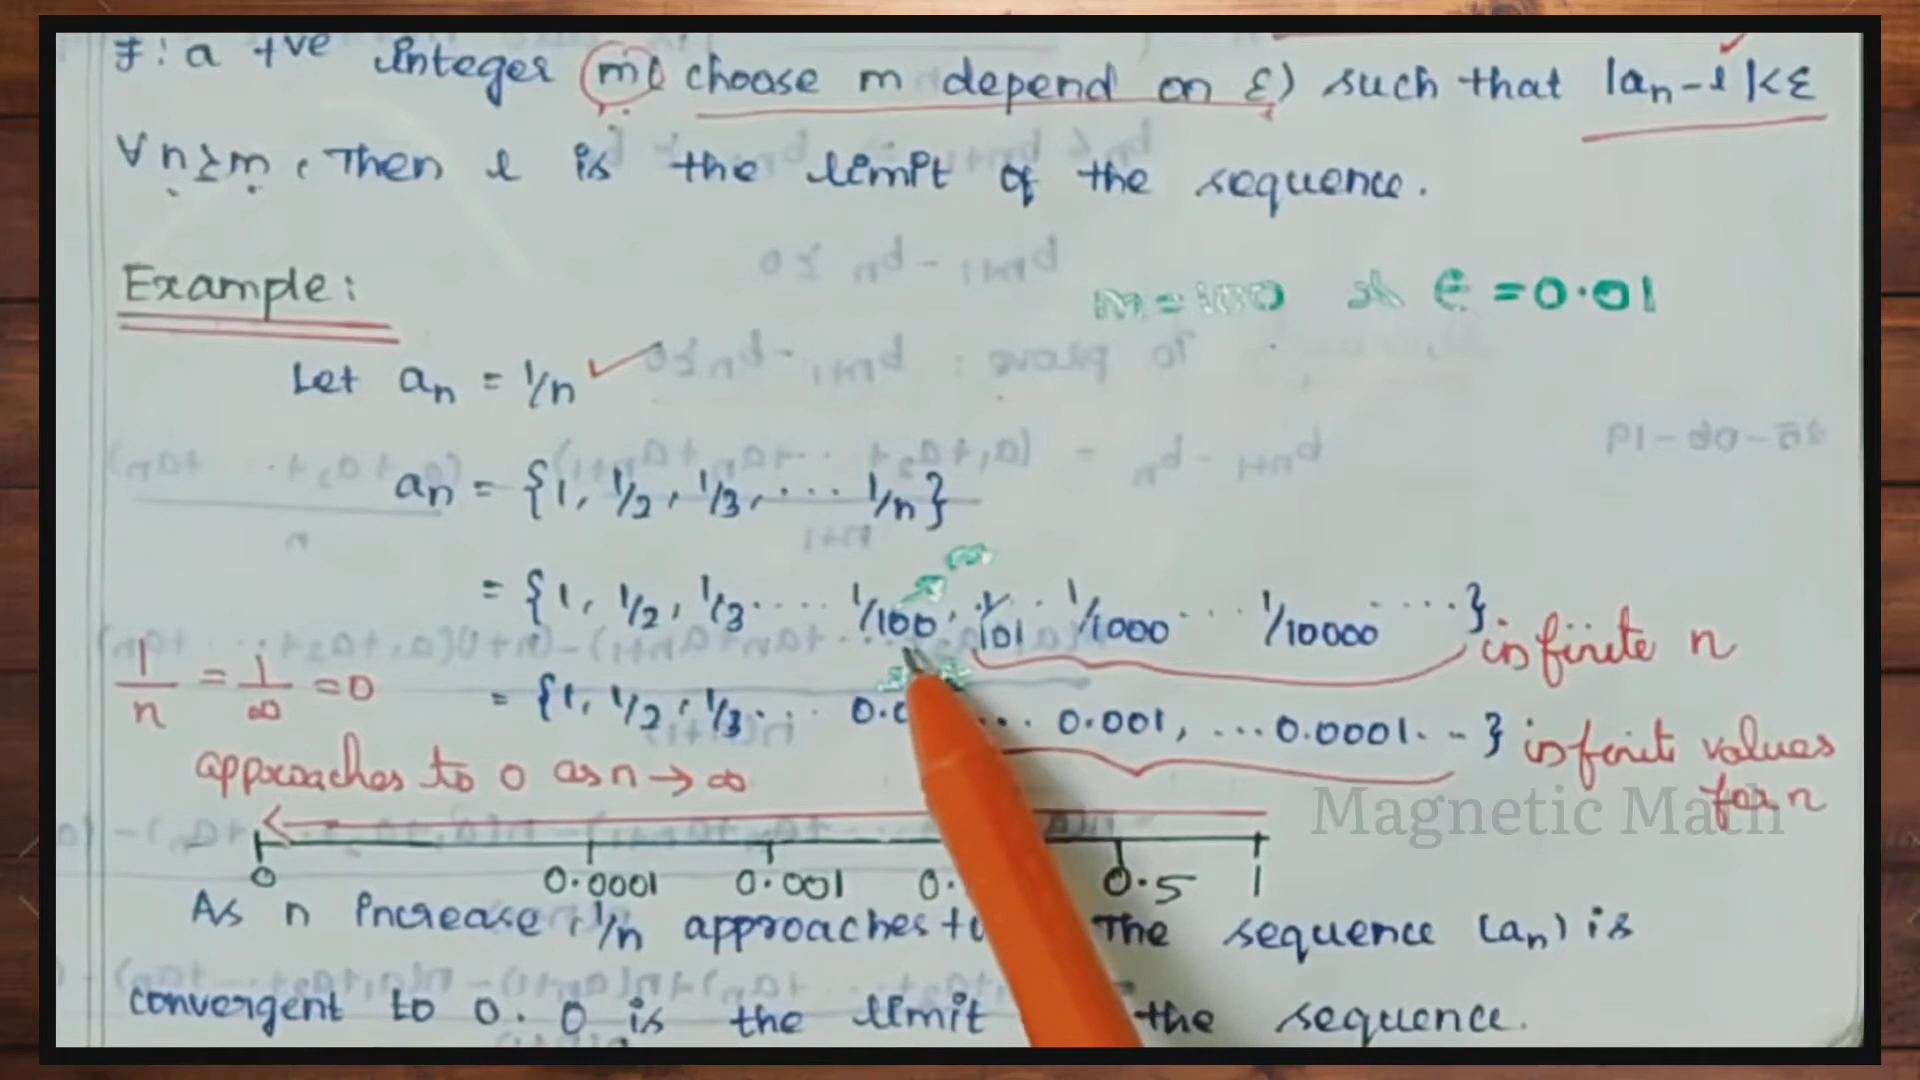 ∃: a +ve integer m( choose m depend on ε) such that |aₙ-l|<ε
∀ n≥m, Then l is the limit of the sequence.
Example:
m=100 ε =0.01
Let aₙ = 1/n
aₙ = {1, 1/2, 1/3, .... 1/n}
= {1, 1/2, 1/3.... 1/100, 1/101 .. 1/1000 ... 1/10000 .....} infinite n
1/n = 1/∞ =0
= {1, 1/2, 1/3... ... 0.001, ...0.0001... } infinite values for n
approaches to 0 as n → ∞
Magnetic Math
0 0.0001 0.001 0. 0.5 1
As n increase, 1/n approaches The sequence (aₙ) is
convergent to 0. 0 is the limit the sequence.